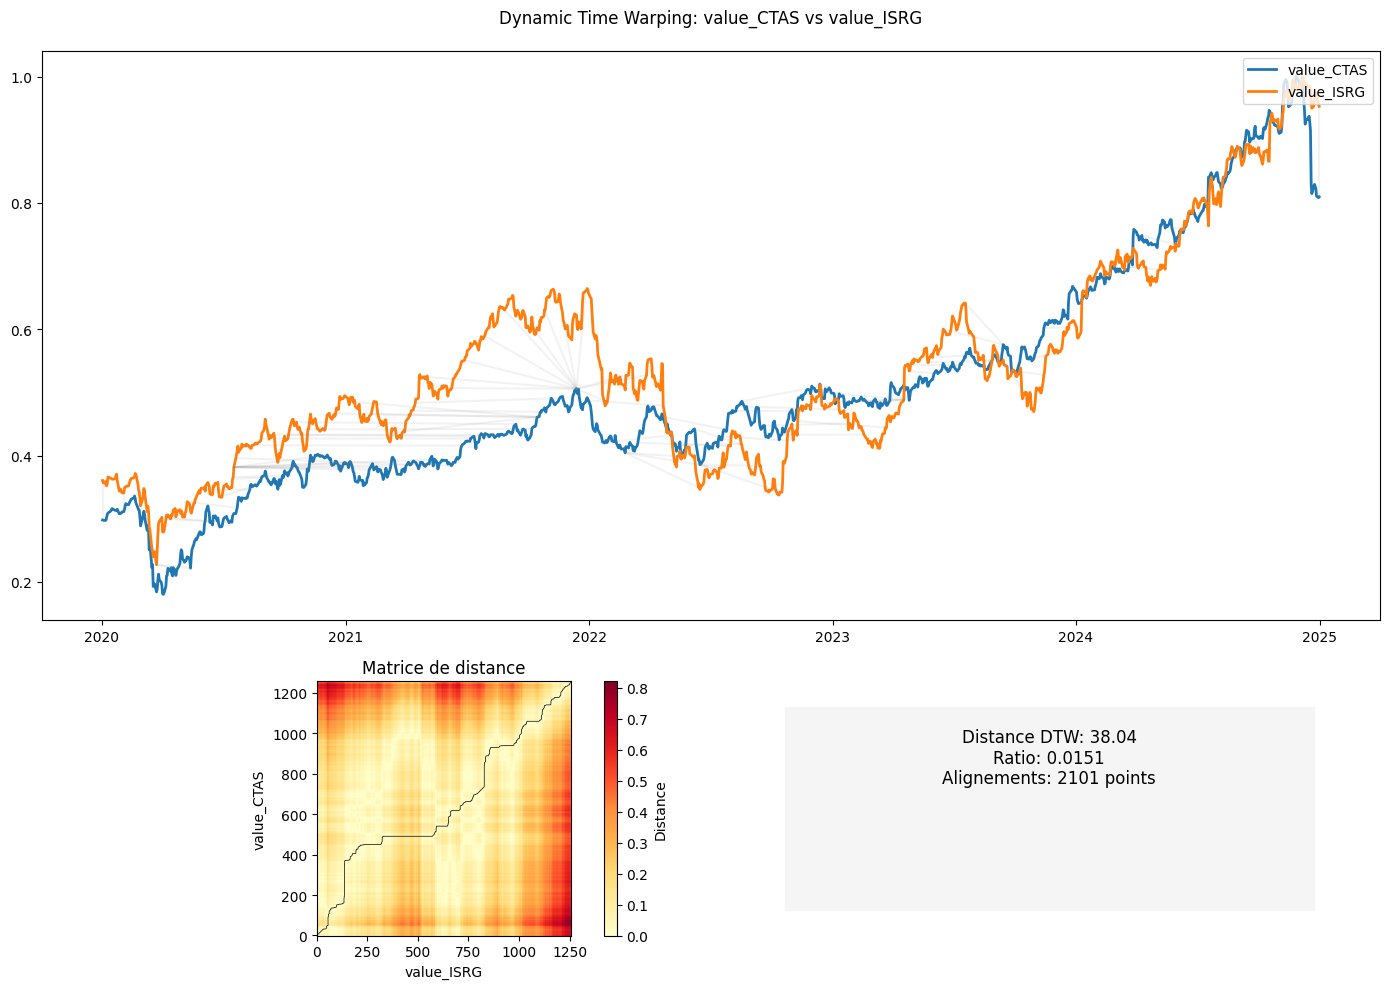 Dynamic Time Warping: value_CTAS vs value_ISRG
value_CTAS
value_ISRG
1.0
0.8
0.6
0.4
0.2
2020 2021 2022 2023 2024 2025
Matrice de distance
value_CTAS
1200
1000
800
600
400
200
0
0 250 500 750 1000 1250
value_ISRG
0.8
0.7
0.6
0.5
0.4
0.3
0.2
0.1
0.0
Distance
Distance DTW: 38.04
Ratio: 0.0151
Alignements: 2101 points